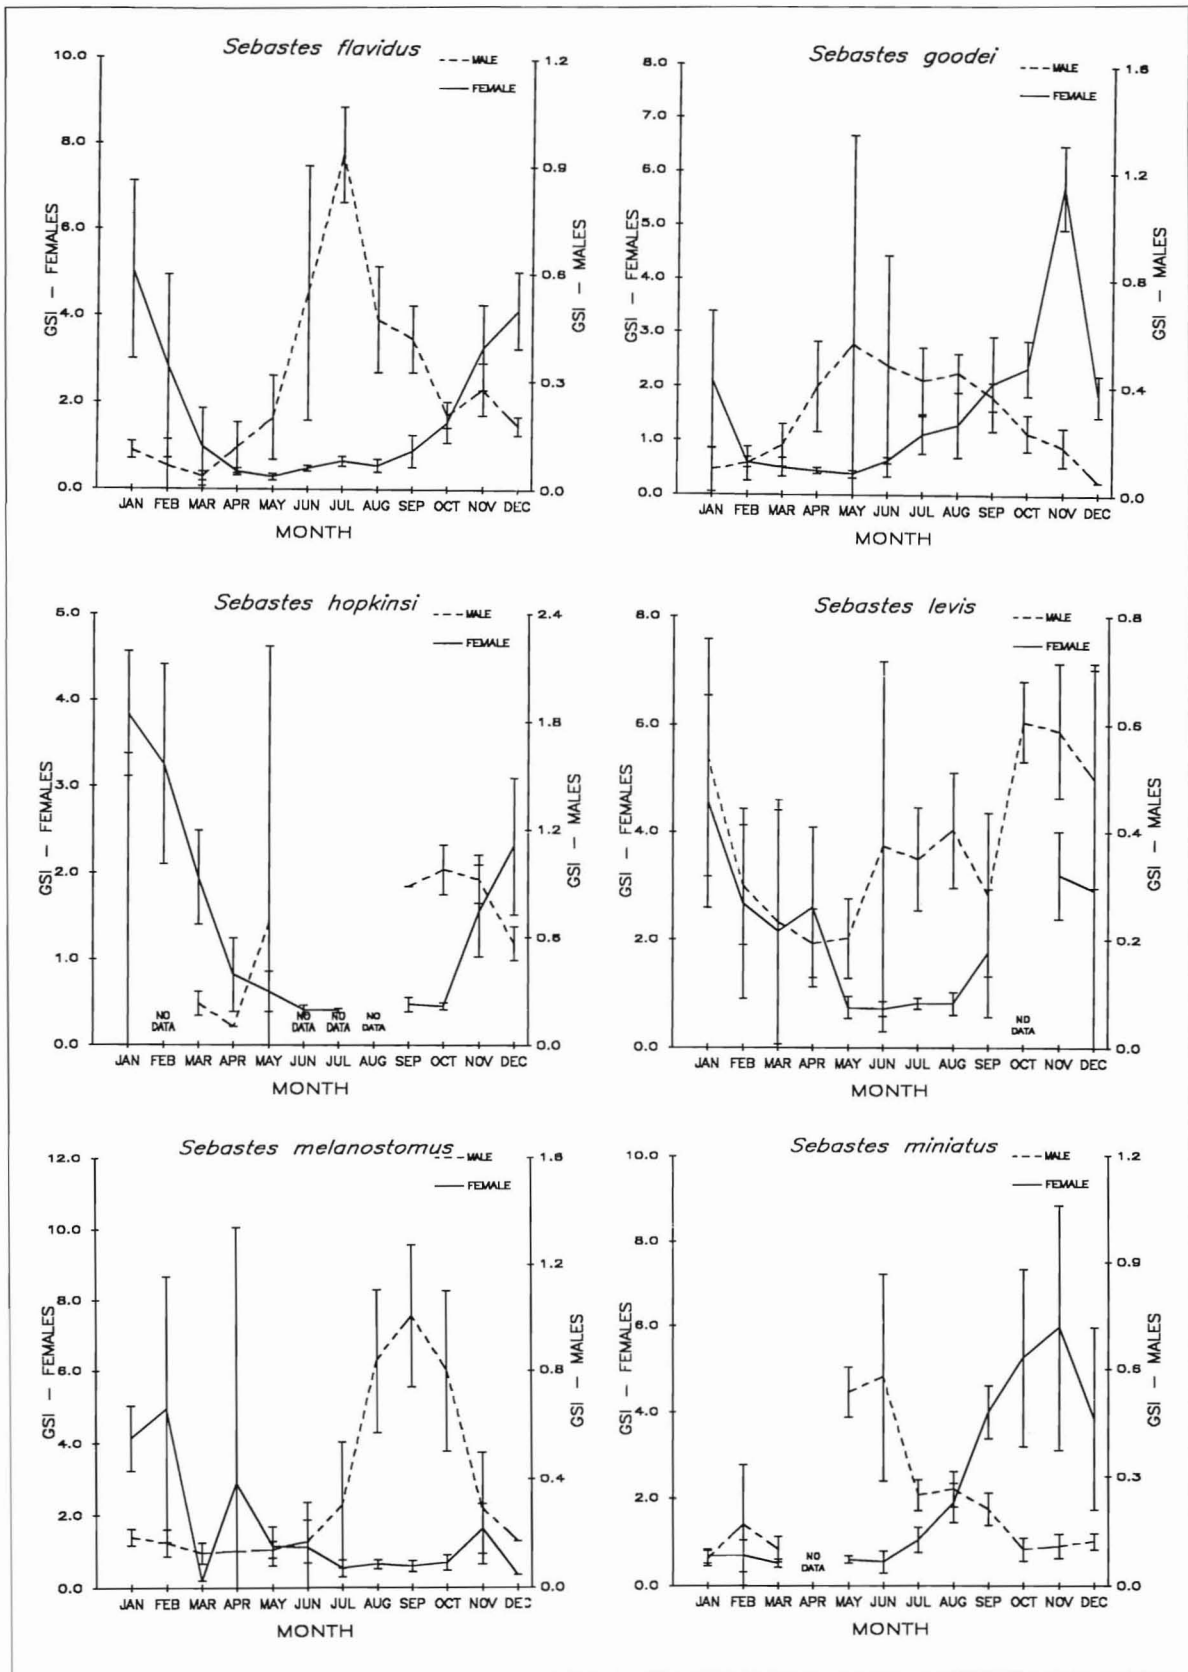 Sebastes flavidus
MALE
FEMALE
10.0
8.0
6.0
4.0
2.0
0.0
GSI – FEMALES
1.2
0.9
0.6
0.3
0.0
GSI – MALES
JAN FEB MAR APR MAY JUN JUL AUG SEP OCT NOV DEC
MONTH
Sebastes goodei
MALE
FEMALE
8.0
7.0
6.0
5.0
4.0
3.0
2.0
1.0
0.0
GSI – FEMALES
1.6
1.2
0.8
0.4
0.0
GSI – MALES
JAN FEB MAR APR MAY JUN JUL AUG SEP OCT NOV DEC
MONTH
Sebastes hopkinsi
MALE
FEMALE
5.0
4.0
3.0
2.0
1.0
0.0
GSI – FEMALES
2.4
1.8
1.2
0.6
0.0
GSI – MALES
NO DATA
NO DATA
NO DATA
NO DATA
JAN FEB MAR APR MAY JUN JUL AUG SEP OCT NOV DEC
MONTH
Sebastes levis
MALE
FEMALE
8.0
6.0
4.0
2.0
0.0
GSI – FEMALES
0.8
0.6
0.4
0.2
0.0
GSI – MALES
NO DATA
JAN FEB MAR APR MAY JUN JUL AUG SEP OCT NOV DEC
MONTH
Sebastes melanostomus
MALE
FEMALE
12.0
10.0
8.0
6.0
4.0
2.0
0.0
GSI – FEMALES
1.6
1.2
0.8
0.4
0.0
GSI – MALES
JAN FEB MAR APR MAY JUN JUL AUG SEP OCT NOV DEC
MONTH
Sebastes miniatus
MALE
FEMALE
10.0
8.0
6.0
4.0
2.0
0.0
GSI – FEMALES
1.2
0.9
0.6
0.3
0.0
GSI – MALES
NO DATA
JAN FEB MAR APR MAY JUN JUL AUG SEP OCT NOV DEC
MONTH